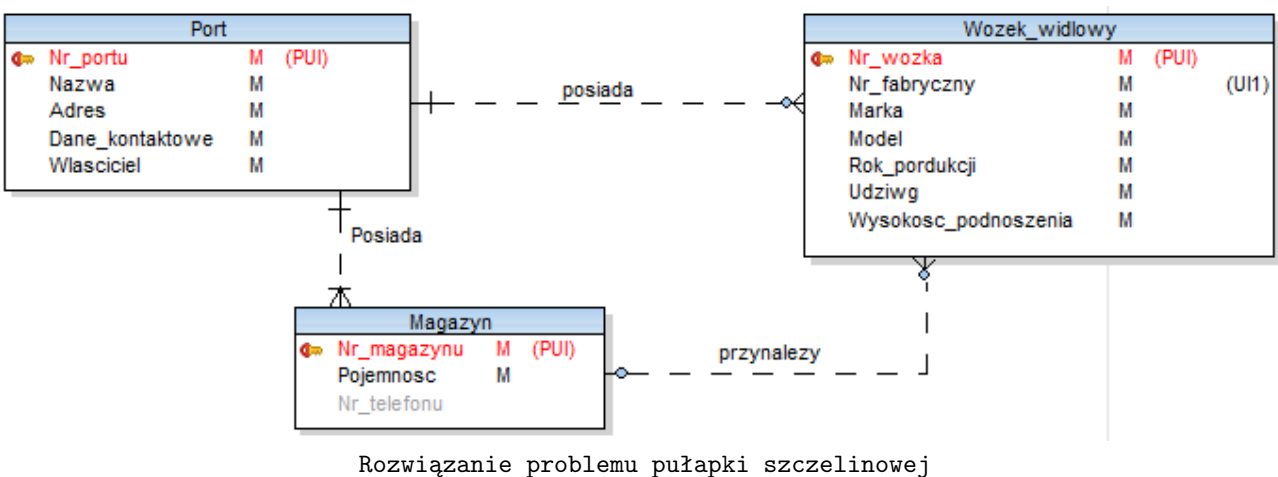 Port
Nr_portu M (PUI)
Nazwa M
Adres M
Dane_kontaktowe M
Wlasciciel M
posiada
Wozek_widlowy
Nr_wozka M (PUI)
Nr_fabryczny M (UI1)
Marka M
Model M
Rok_pordukcji M
Udziwg M
Wysokosc_podnoszenia M
Posiada
Magazyn
Nr_magazynu M (PUI)
Pojemnosc M
Nr_telefonu
przynalezy
Rozwiązanie problemu pułapki szczelinowej